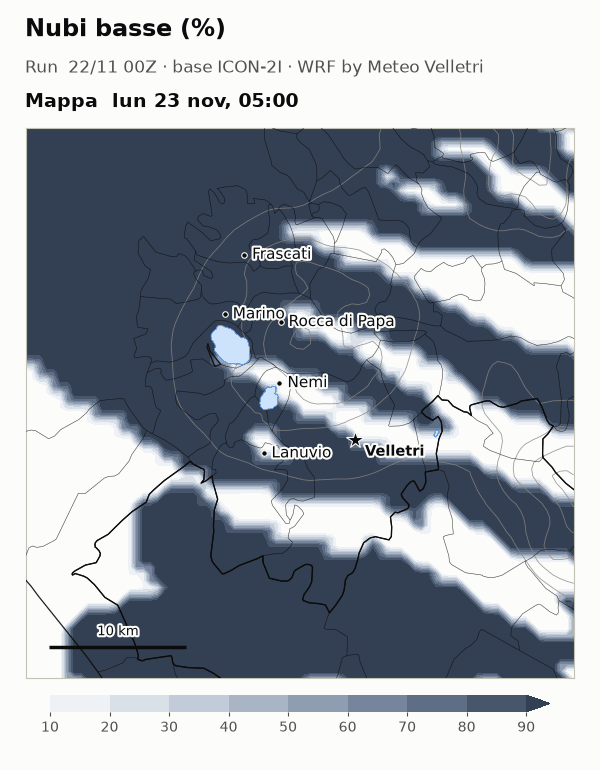 Nubi basse (%)
Run 22/11 00Z · base ICON-2I · WRF by Meteo Velletri
Mappa lun 23 nov, 05:00
Frascati
Marino
Rocca di Papa
Nemi
Velletri
Lanuvio
10 km
10 20 30 40 50 60 70 80 90